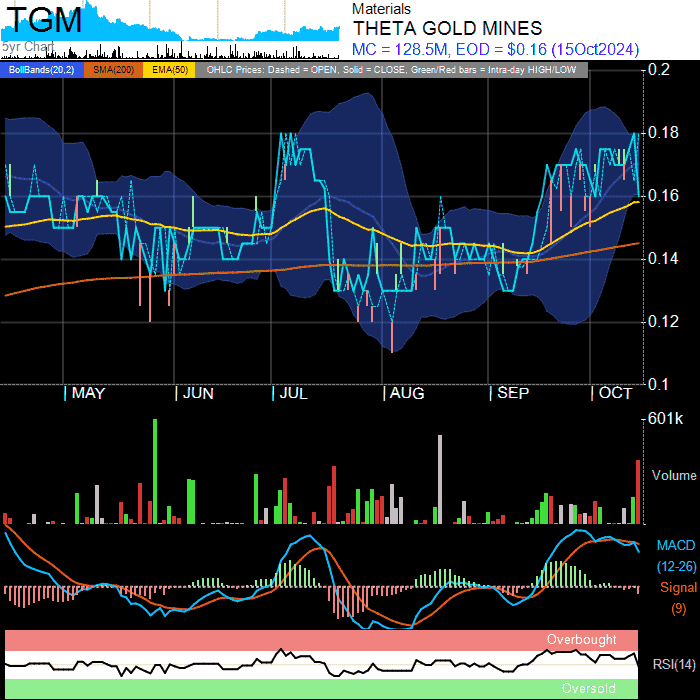 TGM
5yr Chart
Materials
THETA GOLD MINES
MC = 128.5M, EOD = $0.16 (15Oct2024)
BollBands(20,2) SMA(200) EMA(50) OHLC Prices: Dashed = OPEN, Solid = CLOSE, Green/Red bars = Intra-day HIGH/LOW
0.2
0.18
0.16
0.14
0.12
0.1
MAY JUN JUL AUG SEP OCT
601k
Volume
MACD
(12-26)
Signal
(9)
Overbought
RSI(14)
Oversold